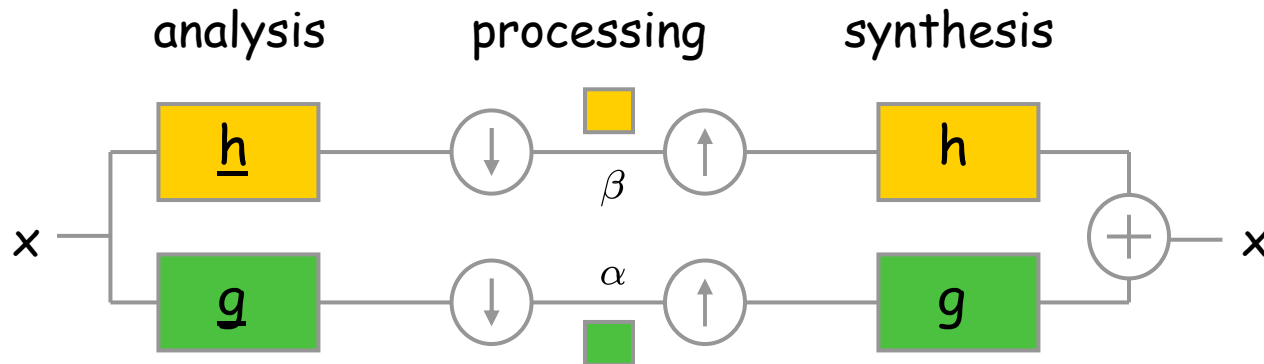 analysis processing synthesis
h h
β
x x
α
g g